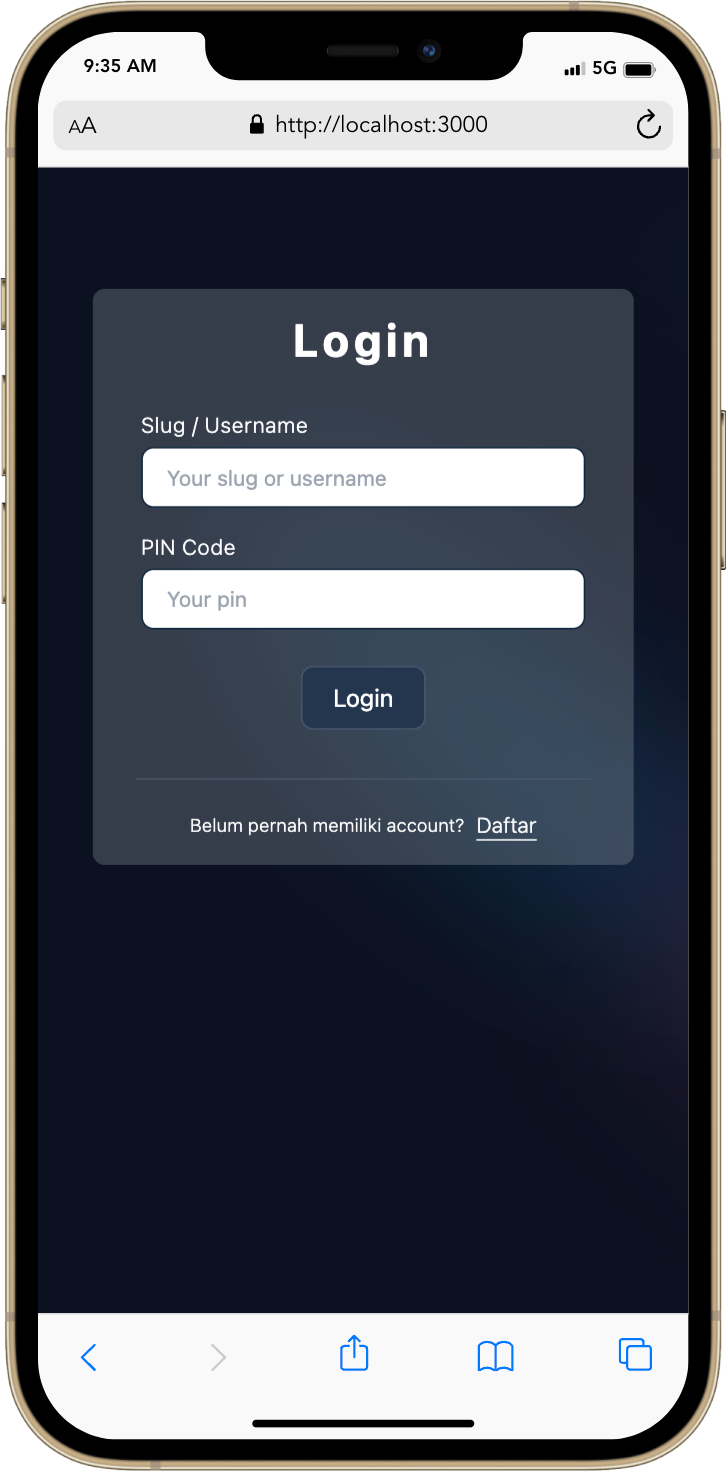 9:35 AM
5G
AA
http://localhost:3000
Login
Slug / Username
Your slug or username
PIN Code
Your pin
Login
Belum pernah memiliki account? Daftar